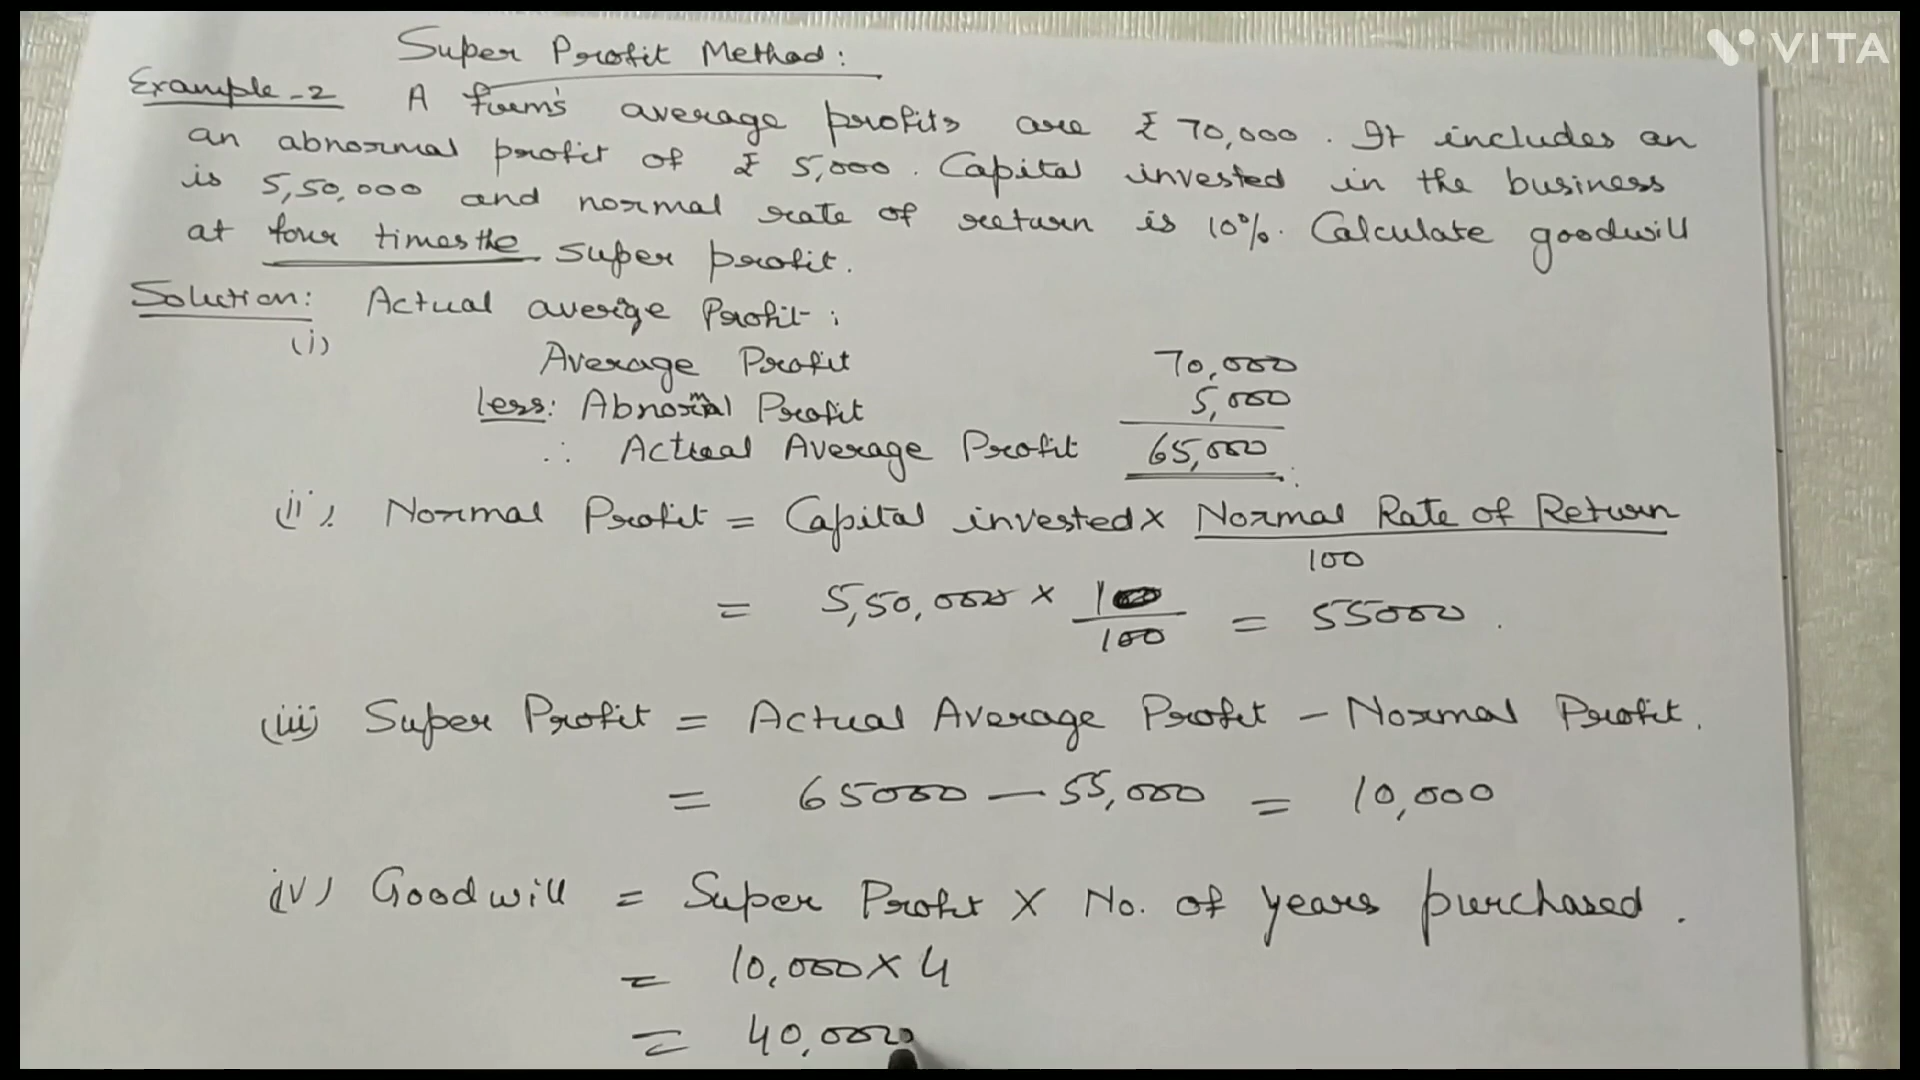 VITA
Super Profit Method:
Example-2 A firm's average profits are ₹ 70,000. It includes an
an abnormal profit of ₹ 5,000. Capital invested in the business
is 5,50,000 and normal rate of return is 10%. Calculate goodwill
at four times the super profit.
Solution: Actual average Profit:
(i)
Average Profit 70,000
less: Abnormal Profit 5,000
∴ Actual Average Profit 65,000
(ii) Normal Profit = Capital invested x Normal Rate of Return
100
= 5,50,000 x 10
100 = 55000.
(iii) Super Profit = Actual Average Profit - Normal Profit.
= 65000 - 55,000 = 10,000
(iv) Goodwill = Super Profit X No. of years purchased.
= 10,000 x 4
= 40,000